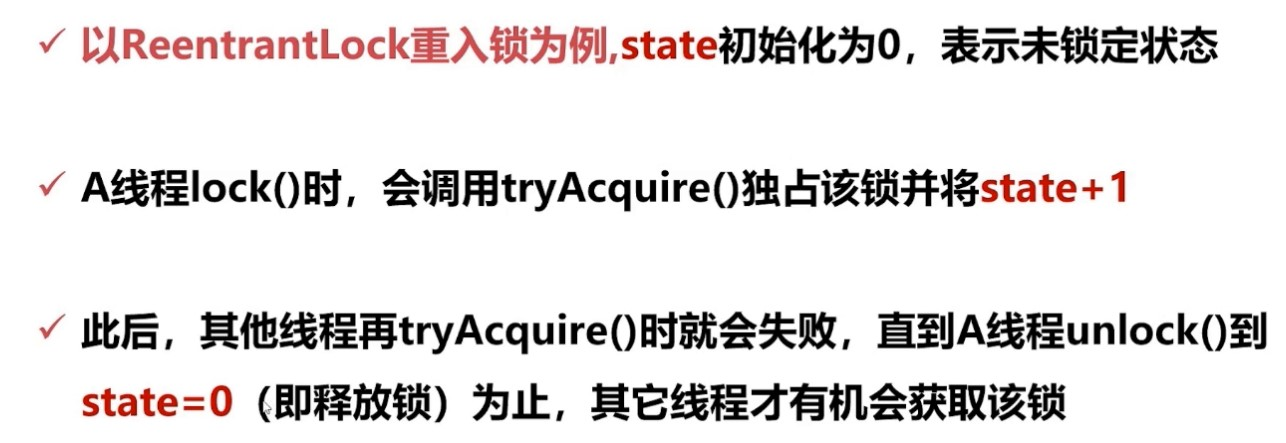 ✓ 以ReentrantLock重入锁为例,state初始化为0，表示未锁定状态
✓ A线程lock()时，会调用tryAcquire()独占该锁并将state+1
✓ 此后，其他线程再tryAcquire()时就会失败，直到A线程unlock()到
state=0（即释放锁）为止，其它线程才有机会获取该锁